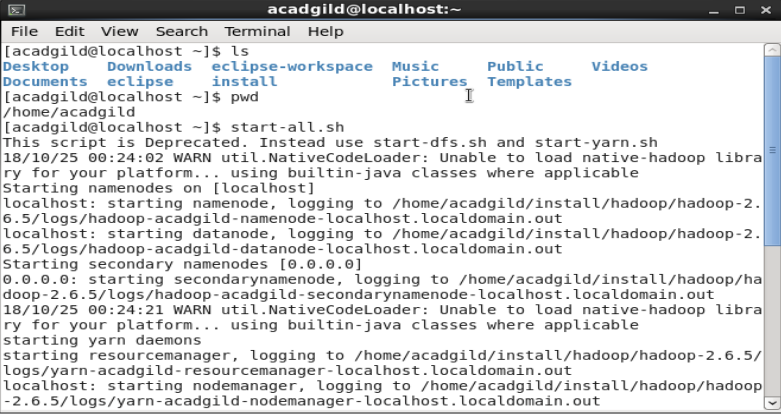 acadgild@localhost:~
File Edit View Search Terminal Help
[acadgild@localhost ~]$ ls
Desktop Downloads eclipse-workspace Music Public Videos
Documents eclipse install Pictures Templates
[acadgild@localhost ~]$ pwd
/home/acadgild
[acadgild@localhost ~]$ start-all.sh
This script is Deprecated. Instead use start-dfs.sh and start-yarn.sh
18/10/25 00:24:02 WARN util.NativeCodeLoader: Unable to load native-hadoop libra
ry for your platform... using builtin-java classes where applicable
Starting namenodes on [localhost]
localhost: starting namenode, logging to /home/acadgild/install/hadoop/hadoop-2.
6.5/logs/hadoop-acadgild-namenode-localhost.localdomain.out
localhost: starting datanode, logging to /home/acadgild/install/hadoop/hadoop-2.
6.5/logs/hadoop-acadgild-datanode-localhost.localdomain.out
Starting secondary namenodes [0.0.0.0]
0.0.0.0: starting secondarynamenode, logging to /home/acadgild/install/hadoop/ha
doop-2.6.5/logs/hadoop-acadgild-secondarynamenode-localhost.localdomain.out
18/10/25 00:24:21 WARN util.NativeCodeLoader: Unable to load native-hadoop libra
ry for your platform... using builtin-java classes where applicable
starting yarn daemons
starting resourcemanager, logging to /home/acadgild/install/hadoop/hadoop-2.6.5/
logs/yarn-acadgild-resourcemanager-localhost.localdomain.out
localhost: starting nodemanager, logging to /home/acadgild/install/hadoop/hadoop
-2.6.5/logs/yarn-acadgild-nodemanager-localhost.localdomain.out